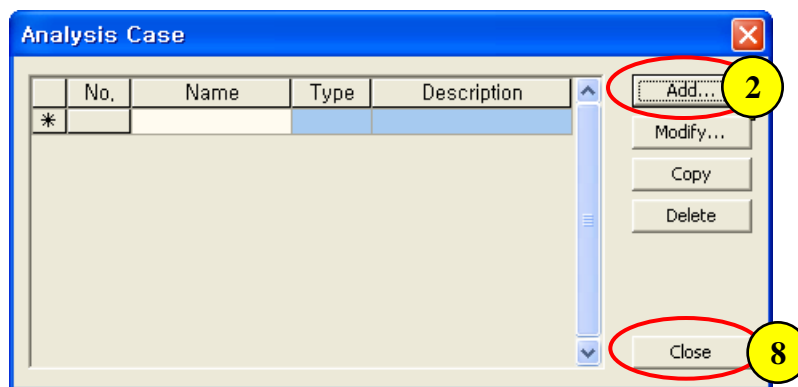 Analysis Case
No, Name Type Description
*
Add... 2
Modify...
Copy
Delete
Close 8